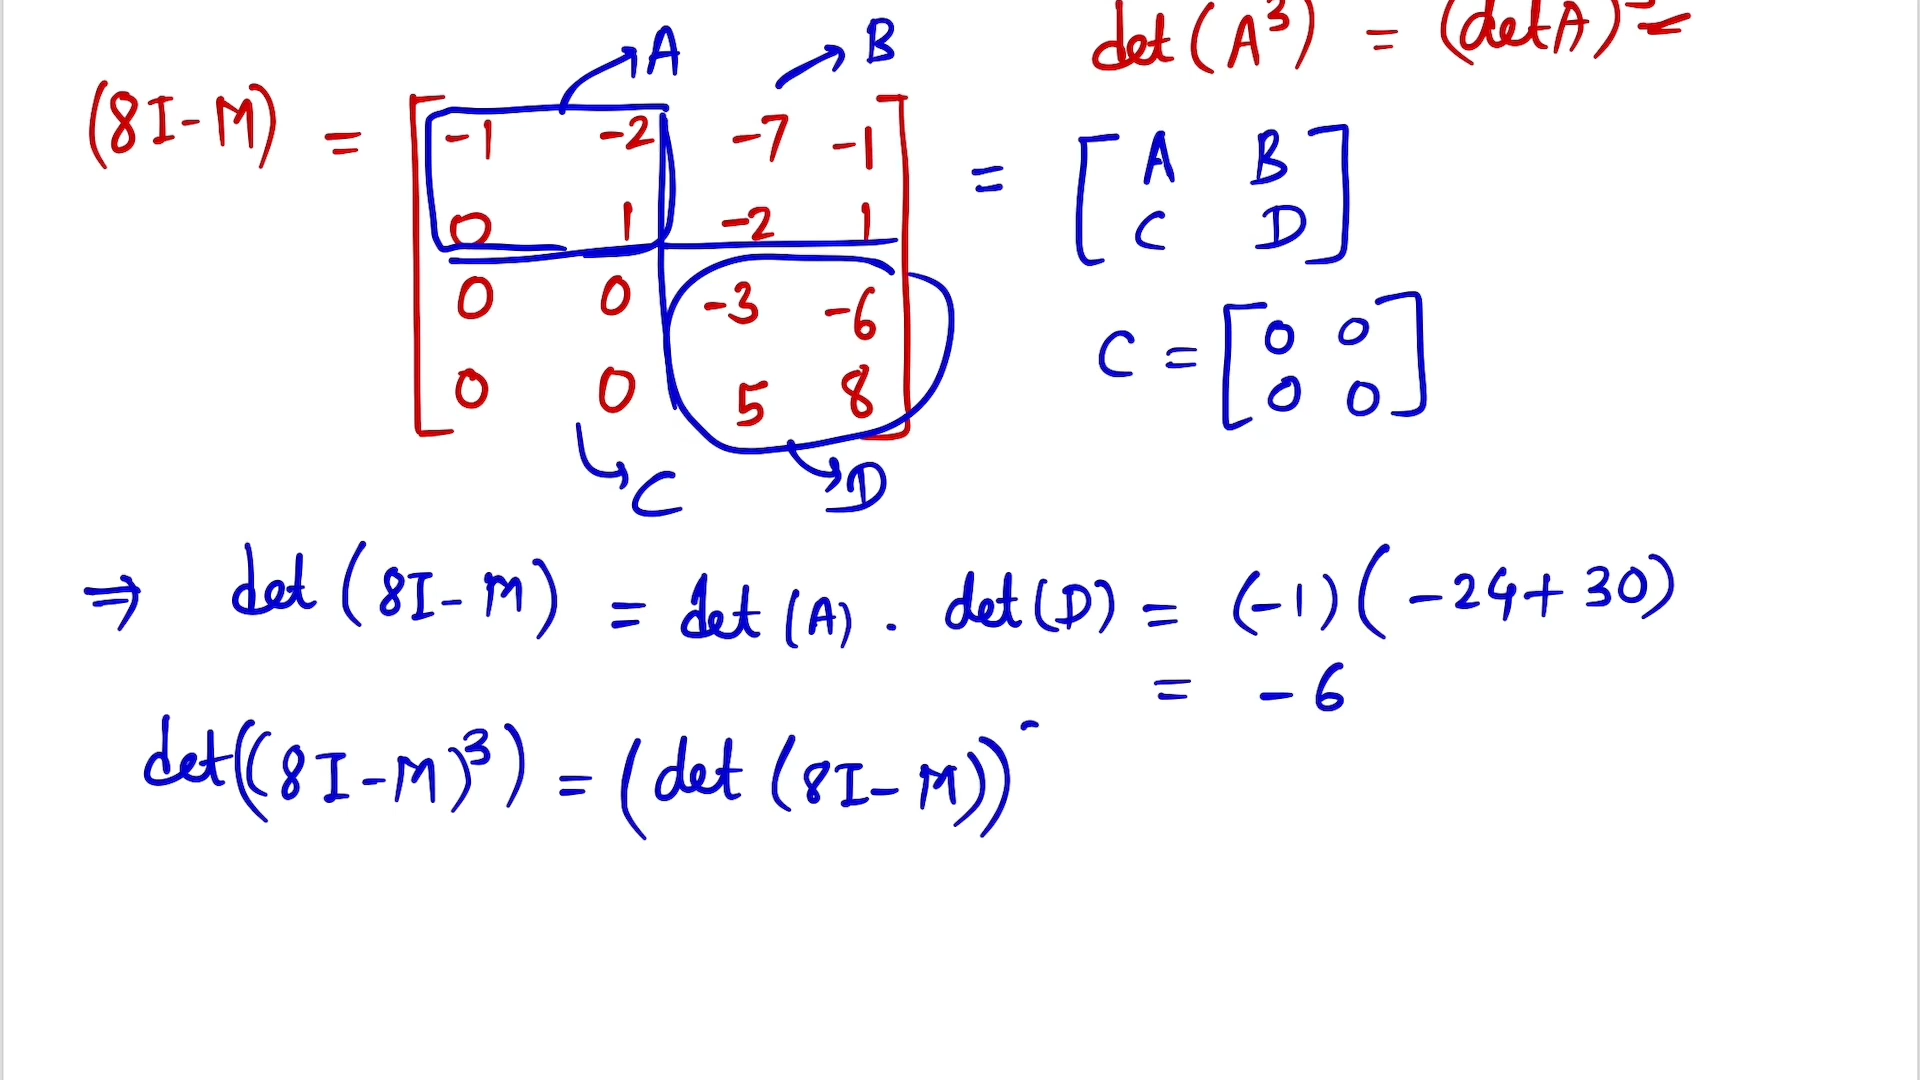 det(A³) = (detA)³ =
→A →B
(8I-M) = [ -1 -2 -7 -1 = [ A B
0 1 -2 1 C D ]
0 0 -3 -6 C = [ 0 0
0 0 5 8 ] 0 0 ]
→C →D
⇒ det(8I-M) = det(A) . det(D) = (-1)(-24+30)
= -6
det((8I-M)³) = (det(8I-M))